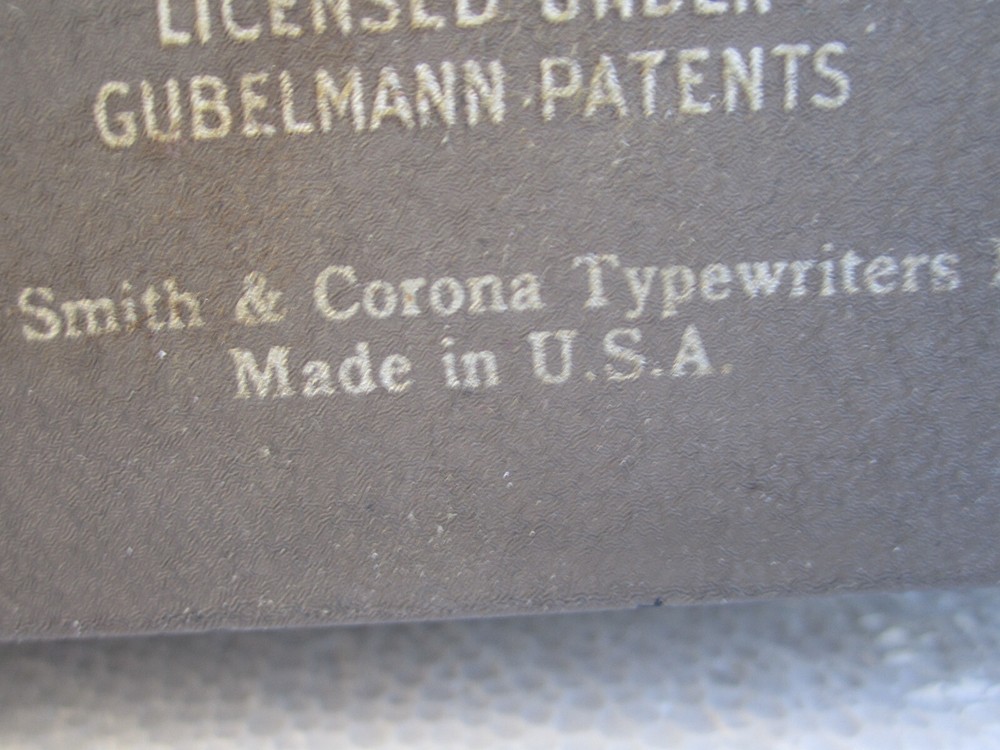 LICENSED UNDER
GUBELMANN PATENTS
Smith & Corona Typewriters
Made in U.S.A.